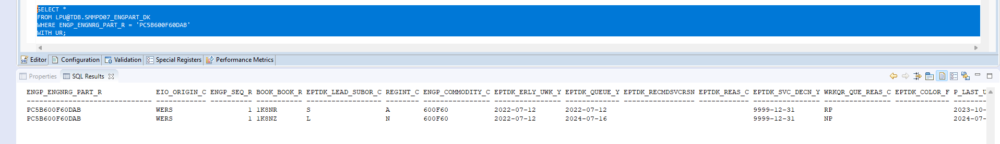 SELECT *
FROM LPU@TDB.SMMPD07_ENGPART_DK
WHERE ENGP_ENGNRG_PART_R = 'PC5B600F60DAB'
WITH UR;
Editor Configuration Validation Special Registers Performance Metrics
Properties SQL Results
ENGP_ENGNRG_PART_R EIO_ORIGIN_C ENGP_SEQ_R BOOK_BOOK_R EPTDK_LEAD_SUBOR_C REGINT_C ENGP_COMMODITY_C EPTDK_ERLY_UWK_Y EPTDK_QUEUE_Y EPTDK_RECMDSVCRSN EPTDK_REAS_C EPTDK_SVC_DECN_Y WRKQR_QUE_REAS_C EPTDK_COLOR_F P_LAST_U
------------------------------ ------------ ---------- ----------- ------------------ -------- ---------------- ---------------- ------------- ----------------- ------------ ---------------- ---------------- ------------- --------
PC5B600F60DAB WERS 1 1K8NR S A 600F60 2022-07-12 2022-07-12 9999-12-31 RP 2023-10-
PC5B600F60DAB WERS 1 1K8NZ L N 600F60 2022-07-12 2024-07-16 9999-12-31 NP 2024-07-